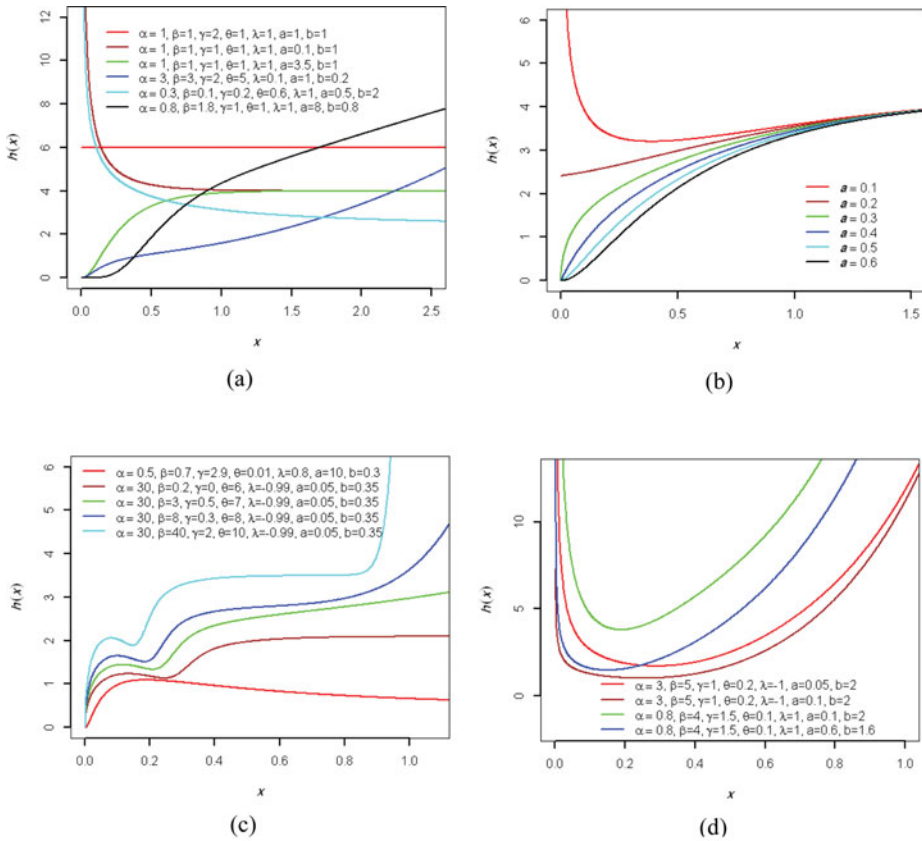 12
10
8
6
4
2
0
h(x)
α = 1, β=1, γ=2, θ=1, λ=1, a=1, b=1
α = 1, β=1, γ=1, θ=1, λ=1, a=0.1, b=1
α = 1, β=1, γ=1, θ=1, λ=1, a=3.5, b=1
α = 3, β=3, γ=2, θ=5, λ=0.1, a=1, b=0.2
α = 0.3, β=0.1, γ=0.2, θ=0.6, λ=1, a=0.5, b=2
α = 0.8, β=1.8, γ=1, θ=1, λ=1, a=8, b=0.8
0.0 0.5 1.0 1.5 2.0 2.5
x
(a)
6
5
4
3
2
1
0
h(x)
a = 0.1
a = 0.2
a = 0.3
a = 0.4
a = 0.5
a = 0.6
0.0 0.5 1.0 1.5
x
(b)
6
5
4
3
2
1
0
h(x)
α = 0.5, β=0.7, γ=2.9, θ=0.01, λ=0.8, a=10, b=0.3
α = 30, β=0.2, γ=0, θ=6, λ=-0.99, a=0.05, b=0.35
α = 30, β=3, γ=0.5, θ=7, λ=-0.99, a=0.05, b=0.35
α = 30, β=8, γ=0.3, θ=8, λ=-0.99, a=0.05, b=0.35
α = 30, β=40, γ=2, θ=10, λ=-0.99, a=0.05, b=0.35
0.0 0.2 0.4 0.6 0.8 1.0
x
(c)
10
5
0
h(x)
α = 3, β=5, γ=1, θ=0.2, λ=-1, a=0.05, b=2
α = 3, β=5, γ=1, θ=0.2, λ=-1, a=0.1, b=2
α = 0.8, β=4, γ=1.5, θ=0.1, λ=1, a=0.1, b=2
α = 0.8, β=4, γ=1.5, θ=0.1, λ=1, a=0.6, b=1.6
0.0 0.2 0.4 0.6 0.8 1.0
x
(d)